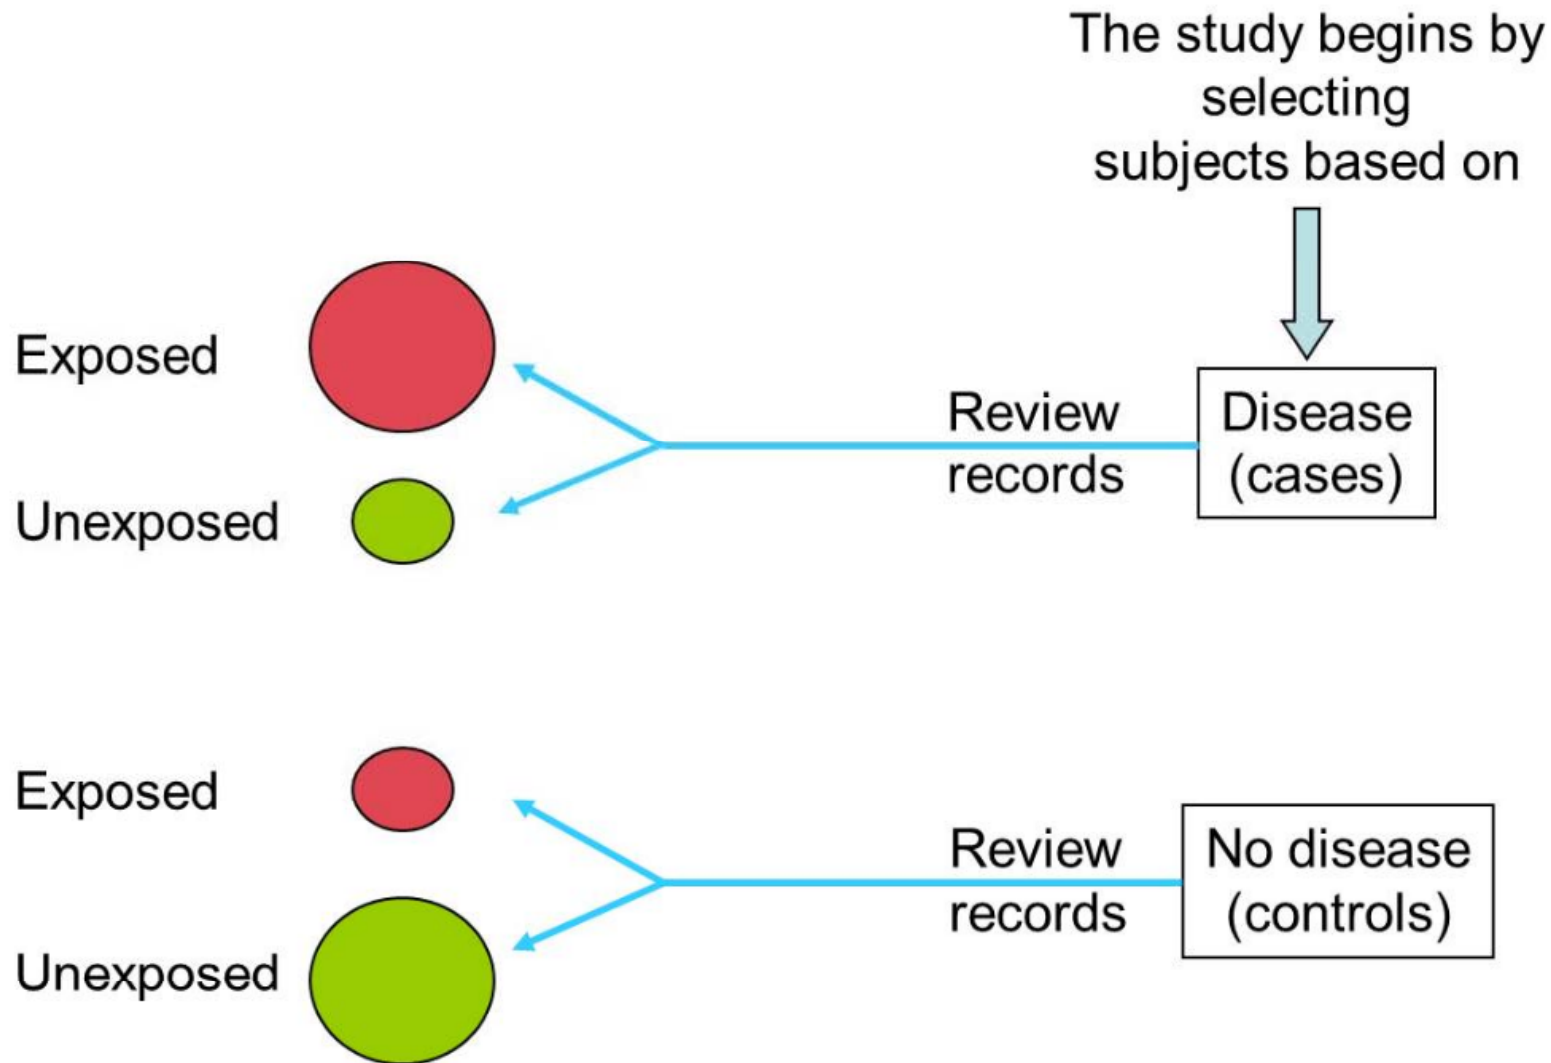 The study begins by
selecting
subjects based on
Exposed
Review
records
Disease
(cases)
Unexposed
Exposed
Review
records
No disease
(controls)
Unexposed